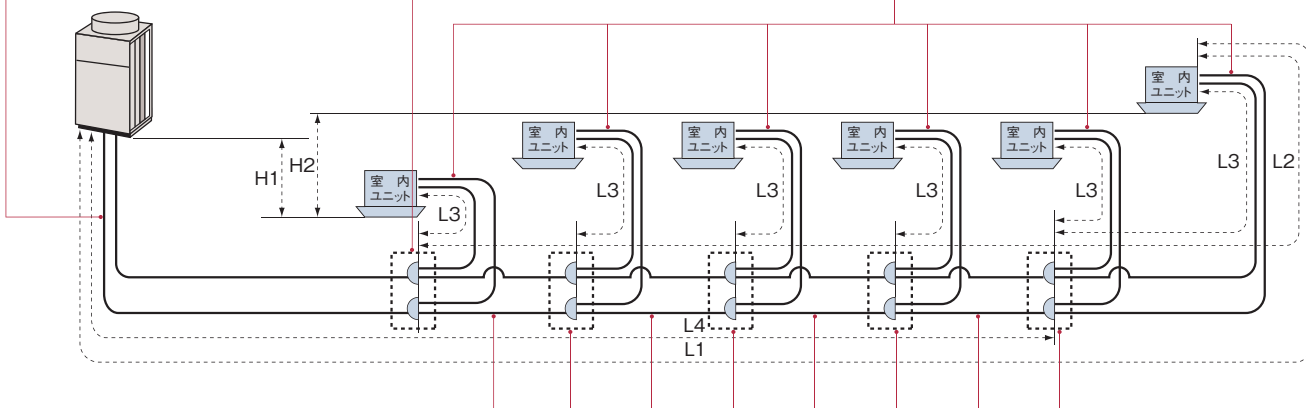 室 内
ユニット
室 内
ユニット
室 内
ユニット
室 内
ユニット
室 内
ユニット
室 内
ユニット
H1
H2
L3
L3
L3
L3
L3
L3
L2
L4
L1